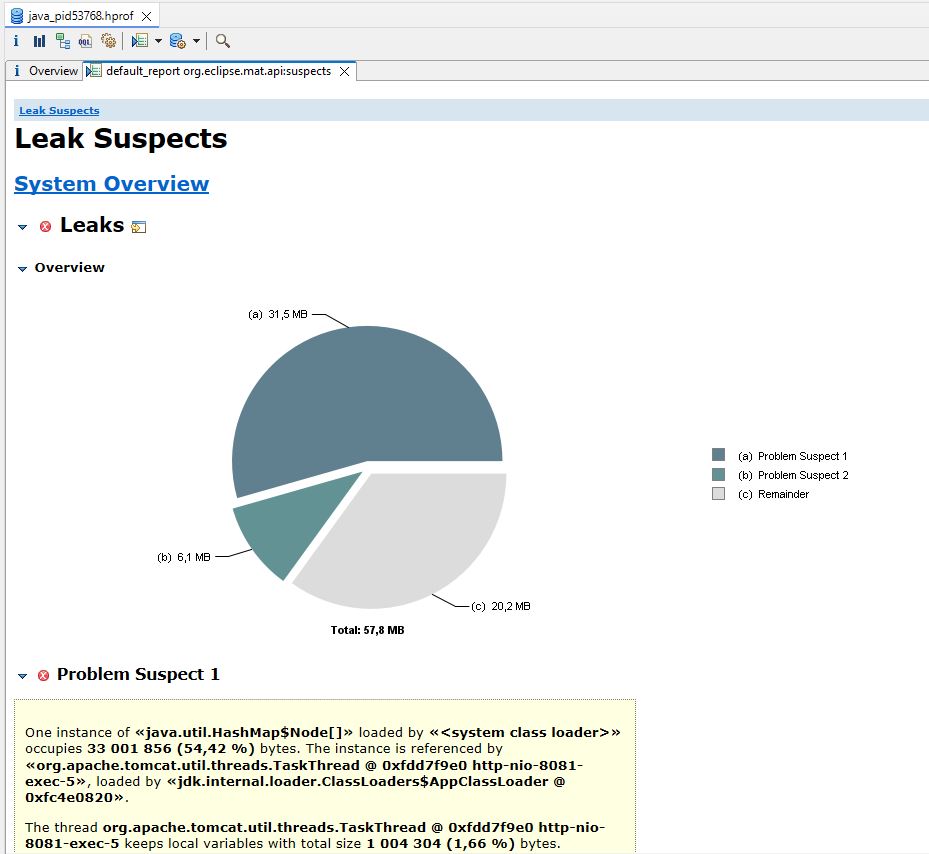 java_pid53768.hprof
i
OQL
i Overview
default_report org.eclipse.mat.api:suspects
Leak Suspects
Leak Suspects
System Overview
Leaks
Overview
(a) 31,5 MB
(a) Problem Suspect 1
(b) Problem Suspect 2
(c) Remainder
(b) 6,1 MB
(c) 20,2 MB
Total: 57,8 MB
Problem Suspect 1
One instance of «java.util.HashMap$Node[]» loaded by «<system class loader>»
occupies 33 001 856 (54,42 %) bytes. The instance is referenced by
«org.apache.tomcat.util.threads.TaskThread @ 0xfdd7f9e0 http-nio-8081-
exec-5», loaded by «jdk.internal.loader.ClassLoaders$AppClassLoader @
0xfc4e0820».
The thread org.apache.tomcat.util.threads.TaskThread @ 0xfdd7f9e0 http-nio-
8081-exec-5 keeps local variables with total size 1 004 304 (1,66 %) bytes.